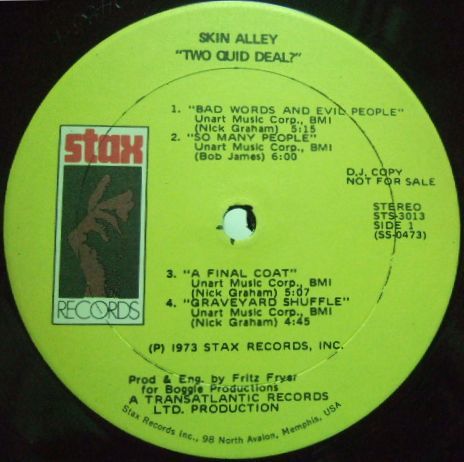 SKIN ALLEY
"TWO QUID DEAL?"
1. "BAD WORDS AND EVIL PEOPLE"
Unart Music Corp., BMI
(Nick Graham) 5:15
2. "SO MANY PEOPLE"
Unart Music Corp., BMI
(Bob James) 6:00
stax
RECORDS
D.J. COPY
NOT FOR SALE
STEREO
STS-3013
SIDE 1
(SS-0473)
3. "A FINAL COAT"
Unart Music Corp., BMI
(Nick Graham) 5:07
4. "GRAVEYARD SHUFFLE"
Unart Music Corp., BMI
(Nick Graham) 4:45
(P) 1973 STAX RECORDS, INC.
Prod & Eng. by Fritz Fryer
for Boggle Productions
A TRANSATLANTIC RECORDS
LTD. PRODUCTION
Stax Records Inc., 98 North Avalon, Memphis, USA